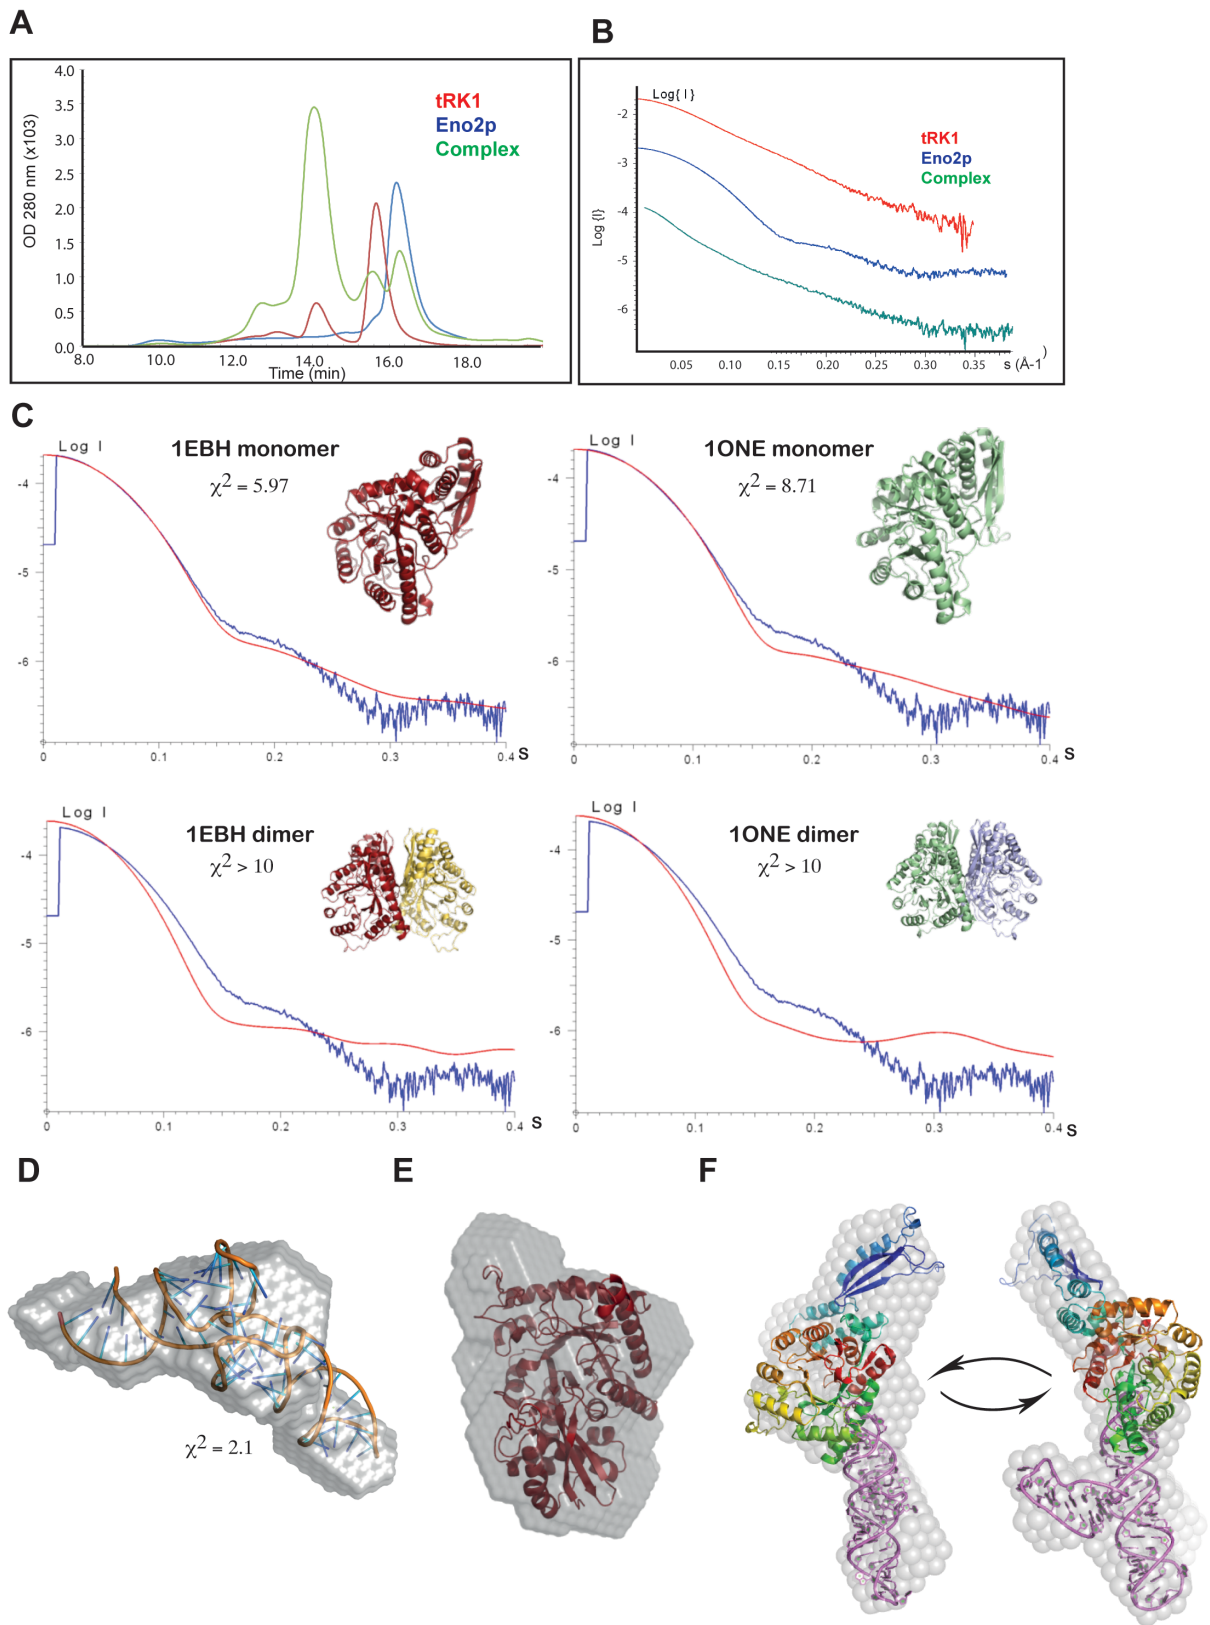 A
B
4.0
3.5
3.0
2.5
2.0
1.5
1.0
0.5
0.0
OD 280 nm (x103)
tRK1
Eno2p
Complex
8.0
10.0
12.0
14.0
16.0
18.0
Time (min)
Log{ I }
-2
-3
-4
-5
-6
Log {I}
tRK1
Eno2p
Complex
0.05
0.10
0.15
0.20
0.25
0.30
0.35
s (Å-1)
C
Log I
1EBH monomer
χ2 = 5.97
-4
-5
-6
0
0.1
0.2
0.3
0.4
s
Log I
1ONE monomer
χ2 = 8.71
-4
-5
-6
0
0.1
0.2
0.3
0.4
s
Log I
1EBH dimer
χ2 > 10
-4
-5
-6
0
0.1
0.2
0.3
0.4
s
Log I
1ONE dimer
χ2 > 10
-4
-5
-6
0
0.1
0.2
0.3
0.4
s
D
E
F
χ2 = 2.1